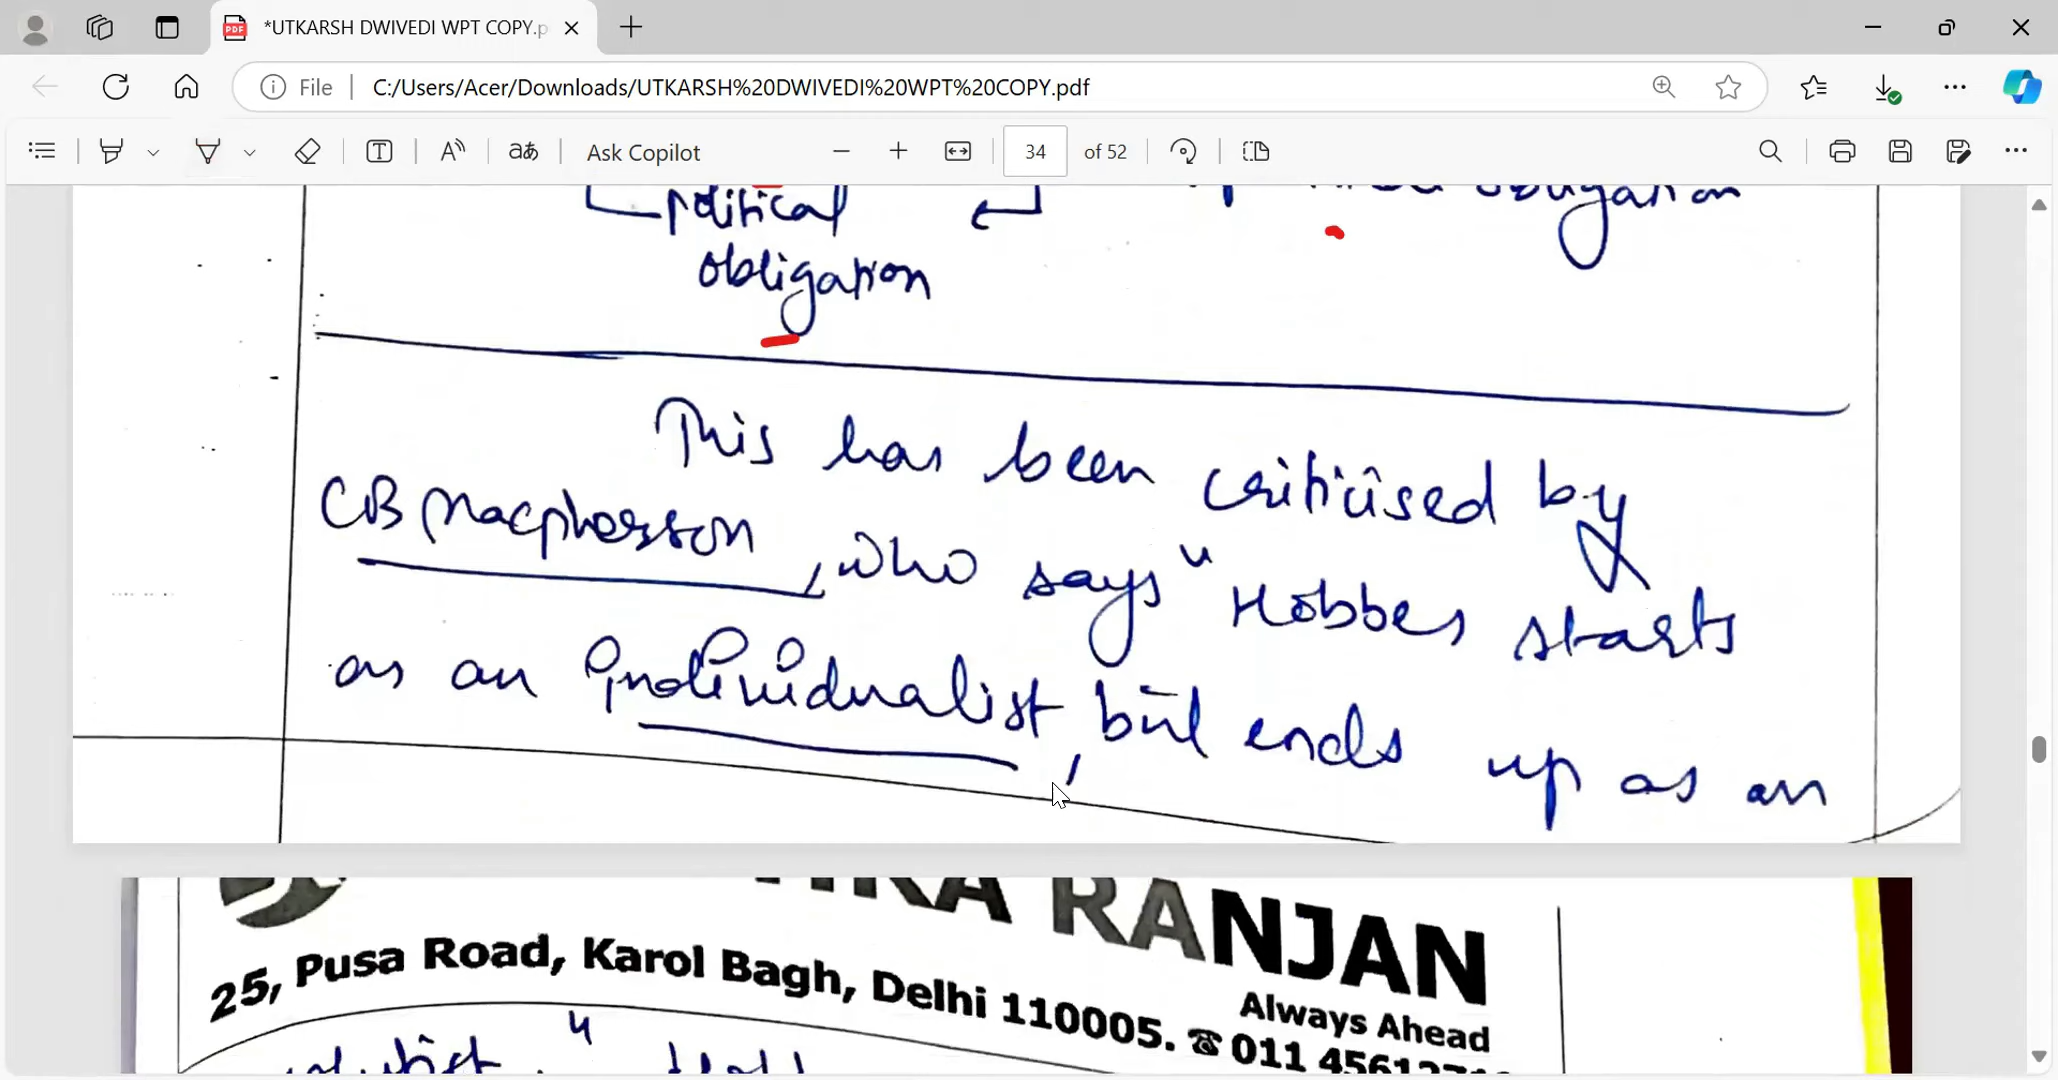 *UTKARSH DWIVEDI WPT COPY.p
File C:/Users/Acer/Downloads/UTKARSH%20DWIVEDI%20WPT%20COPY.pdf
Ask Copilot 34 of 52
political obligation
obligation
This has been criticised by
CB Macpherson, who says " Hobbes starts
as an individualist, but ends up as an
RANJAN
25, Pusa Road, Karol Bagh, Delhi 110005. ☎ 011
Always Ahead